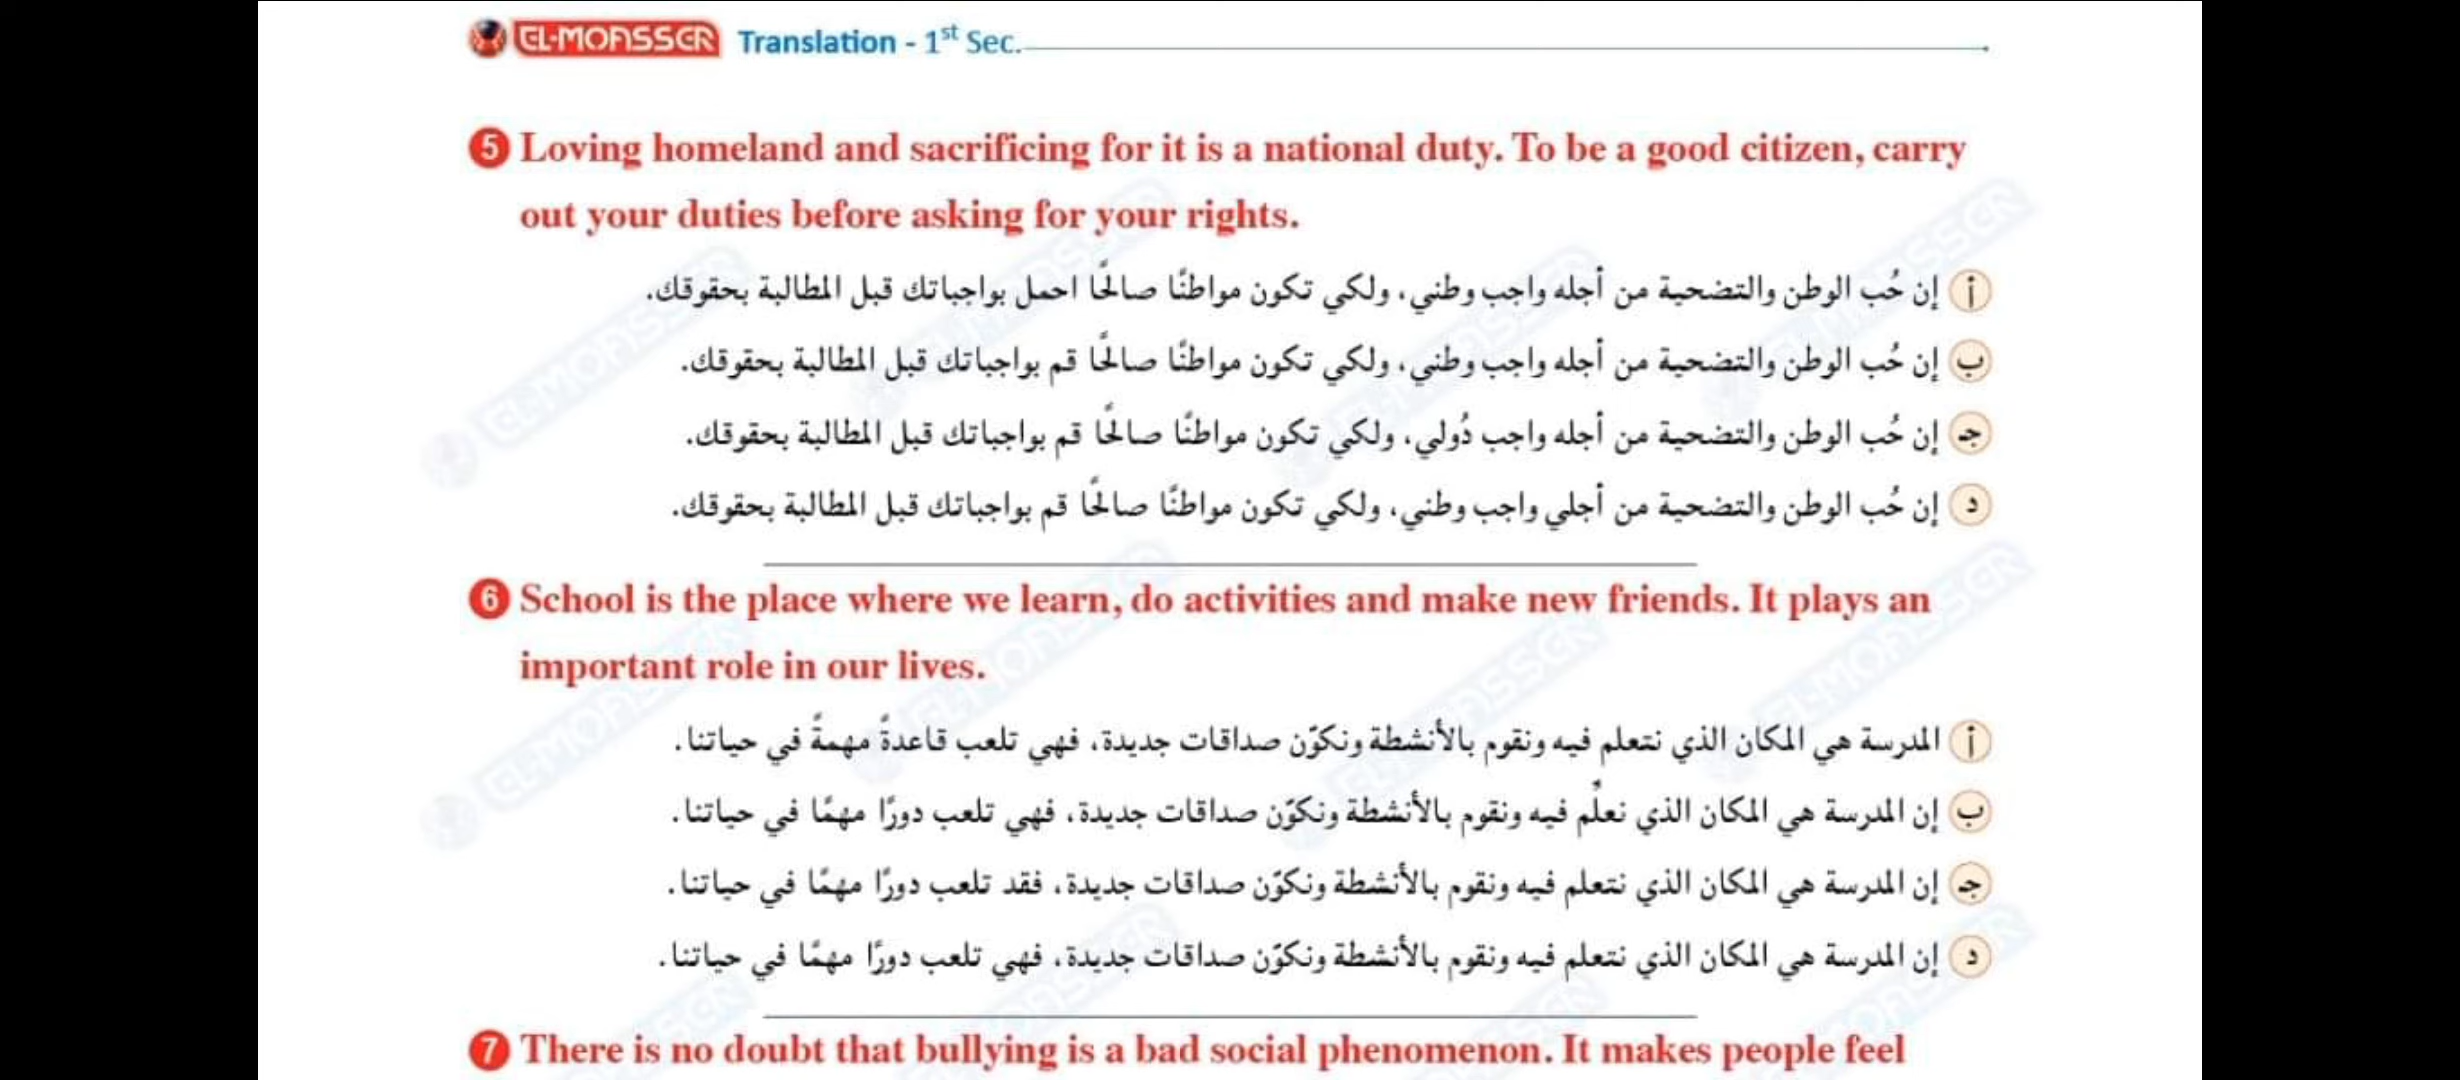 EL-MOASSER Translation - 1st Sec.
5 Loving homeland and sacrificing for it is a national duty. To be a good citizen, carry
out your duties before asking for your rights.
أ إن حُب الوطن والتضحية من أجله واجب وطني، ولكي تكون مواطنًا صالحًا احمل بواجباتك قبل المطالبة بحقوقك.
ب إن حُب الوطن والتضحية من أجله واجب وطني، ولكي تكون مواطنًا صالحًا قم بواجباتك قبل المطالبة بحقوقك.
جـ إن حُب الوطن والتضحية من أجله واجب دُولي، ولكي تكون مواطنًا صالحًا قم بواجباتك قبل المطالبة بحقوقك.
د إن حُب الوطن والتضحية من أجلي واجب وطني، ولكي تكون مواطنًا صالحًا قم بواجباتك قبل المطالبة بحقوقك.
6 School is the place where we learn, do activities and make new friends. It plays an
important role in our lives.
أ المدرسة هي المكان الذي نتعلم فيه ونقوم بالأنشطة ونكوّن صداقات جديدة، فهي تلعب قاعدةً مهمةً في حياتنا.
ب إن المدرسة هي المكان الذي نعلّم فيه ونقوم بالأنشطة ونكوّن صداقات جديدة، فهي تلعب دورًا مهمًا في حياتنا.
جـ إن المدرسة هي المكان الذي نتعلم فيه ونقوم بالأنشطة ونكوّن صداقات جديدة، فقد تلعب دورًا مهمًا في حياتنا.
د إن المدرسة هي المكان الذي نتعلم فيه ونقوم بالأنشطة ونكوّن صداقات جديدة، فهي تلعب دورًا مهمًا في حياتنا.
7 There is no doubt that bullying is a bad social phenomenon. It makes people feel